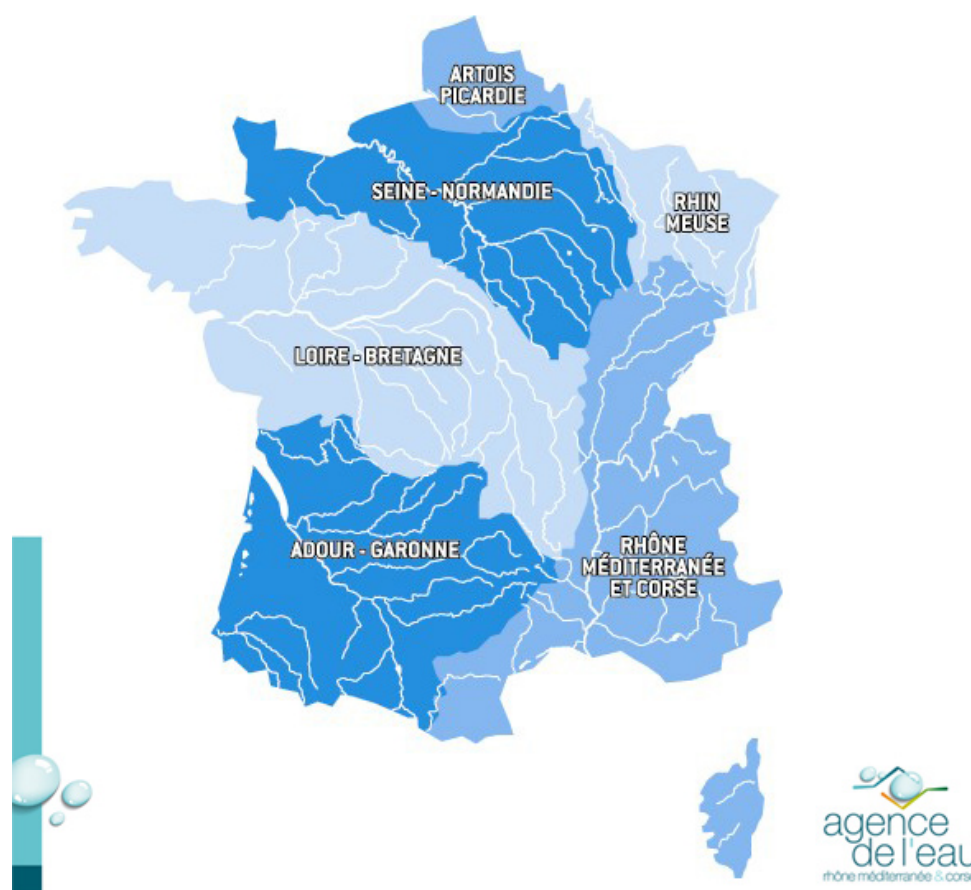 ARTOIS
PICARDIE
SEINE - NORMANDIE
RHIN
MEUSE
LOIRE - BRETAGNE
ADOUR - GARONNE
RHÔNE
MÉDITERRANÉE
ET CORSE
agence
de l'eau
rhône méditerranée & corse